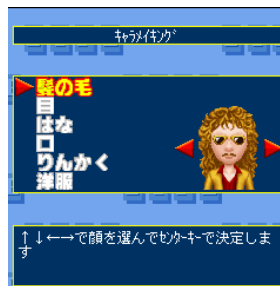 ｷｬﾗﾒｲｷﾝｸﾞ
髪の毛
目
はな
口
りんかく
洋服
↑↓←→で顔を選んでｾﾝﾀｰｷｰで決定しま
す